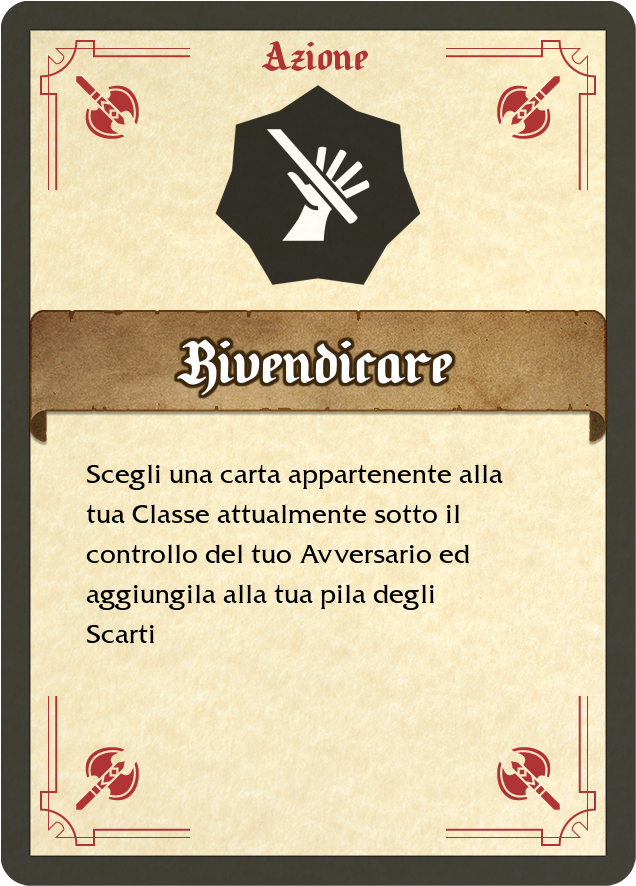 Azione
Rivendicare
Scegli una carta appartenente alla
tua Classe attualmente sotto il
controllo del tuo Avversario ed
aggiungila alla tua pila degli
Scarti